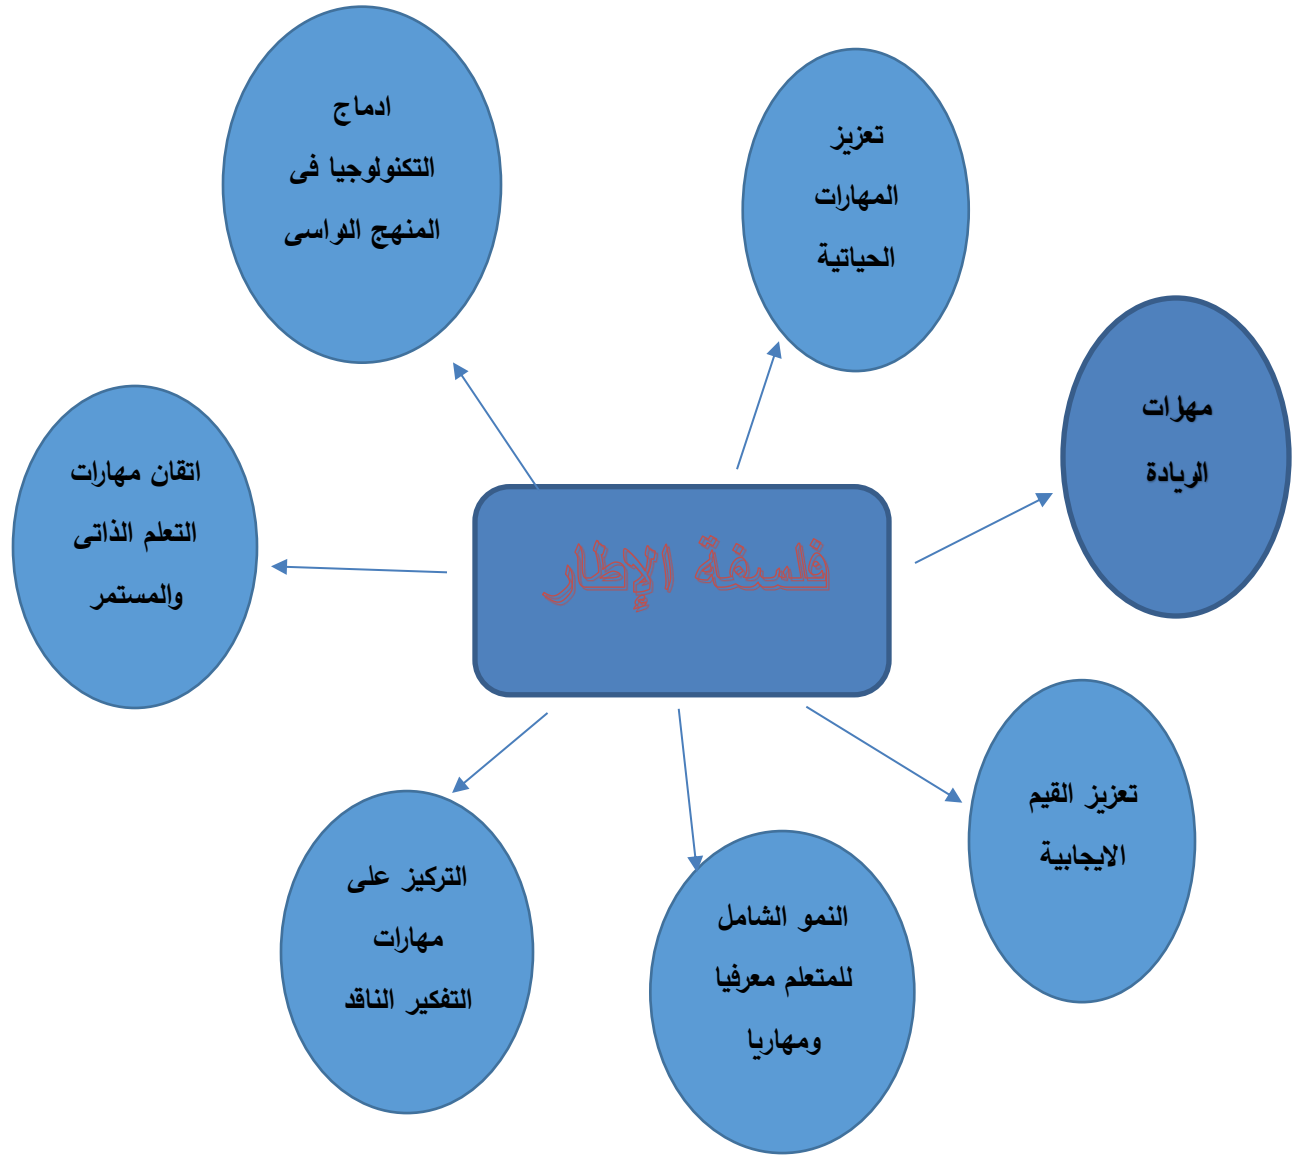 ادماج
التكنولوجيا فى
المنهج الدراسى
تعزيز
المهارات
الحياتية
مهارات
الريادة
اتقان مهارات
التعلم الذاتى
والمستمر
فلسفة الإطار
تعزيز القيم
الايجابية
التركيز على
مهارات
التفكير الناقد
النمو الشامل
للمتعلم معرفيا
ومهاريا